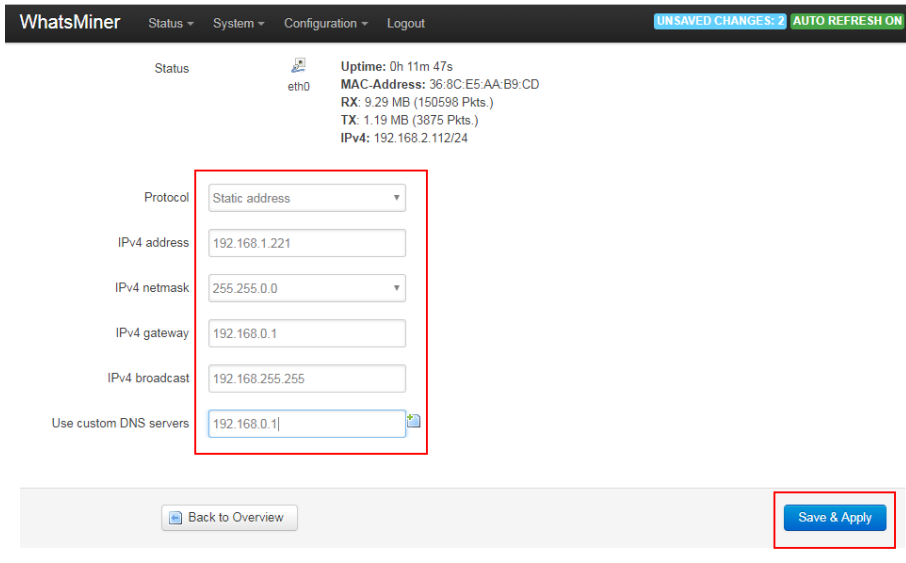 WhatsMiner Status System Configuration Logout UNSAVED CHANGES: 2 AUTO REFRESH ON
Status
eth0
Uptime: 0h 11m 47s
MAC-Address: 36:8C:E5:AA:B9:CD
RX: 9.29 MB (150598 Pkts.)
TX: 1.19 MB (3875 Pkts.)
IPv4: 192.168.2.112/24
Protocol Static address
IPv4 address 192.168.1.221
IPv4 netmask 255.255.0.0
IPv4 gateway 192.168.0.1
IPv4 broadcast 192.168.255.255
Use custom DNS servers 192.168.0.1
Back to Overview Save & Apply